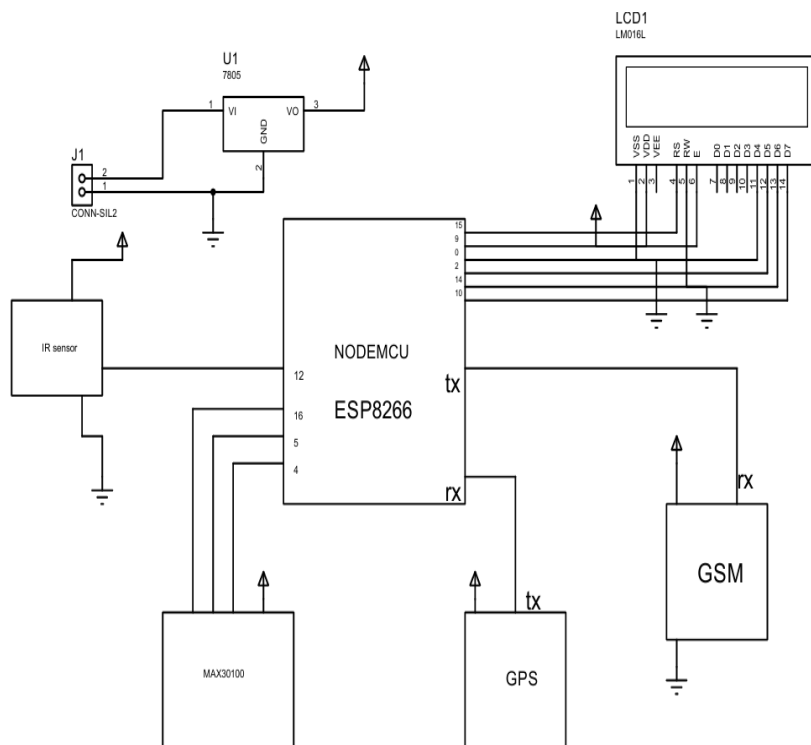 LCD1
LM016L
U1
7805
1
VI
VO
3
GND
2
J1
2
1
CONN-SIL2
VSS
VDD
VEE
RS
RW
E
D0
D1
D2
D3
D4
D5
D6
D7
1
2
3
4
5
6
7
8
9
10
11
12
13
14
15
9
0
2
14
10
IR sensor
NODEMCU
ESP8266
12
16
5
4
tx
rx
rx
GSM
tx
MAX30100
GPS